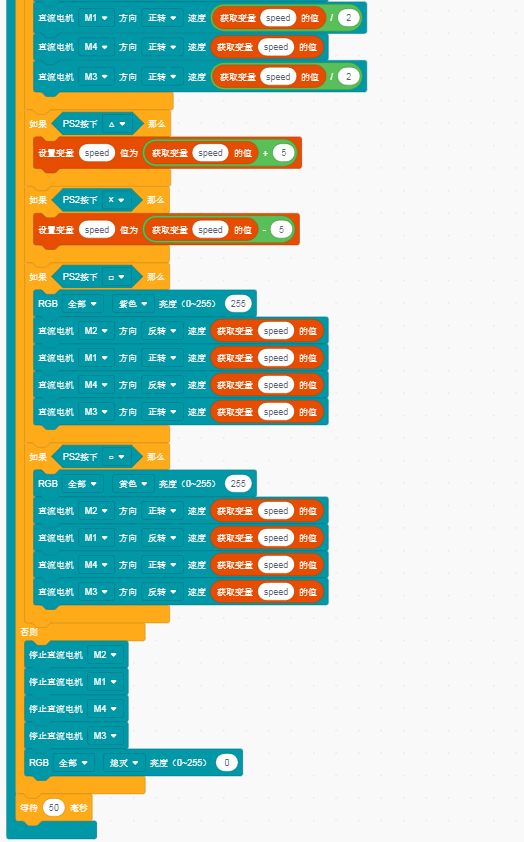 直流电机 M1 方向 正转 速度 获取变量 speed 的值 / 2
直流电机 M4 方向 正转 速度 获取变量 speed 的值
直流电机 M3 方向 正转 速度 获取变量 speed 的值 / 2
如果 PS2按下 △ 那么
设置变量 speed 值为 获取变量 speed 的值 + 5
如果 PS2按下 X 那么
设置变量 speed 值为 获取变量 speed 的值 - 5
如果 PS2按下 □ 那么
RGB 全部 紫色 亮度（0~255） 255
直流电机 M2 方向 反转 速度 获取变量 speed 的值
直流电机 M1 方向 正转 速度 获取变量 speed 的值
直流电机 M4 方向 反转 速度 获取变量 speed 的值
直流电机 M3 方向 正转 速度 获取变量 speed 的值
如果 PS2按下 □ 那么
RGB 全部 黄色 亮度（0~255） 255
直流电机 M2 方向 正转 速度 获取变量 speed 的值
直流电机 M1 方向 反转 速度 获取变量 speed 的值
直流电机 M4 方向 正转 速度 获取变量 speed 的值
直流电机 M3 方向 反转 速度 获取变量 speed 的值
否则
停止直流电机 M2
停止直流电机 M1
停止直流电机 M4
停止直流电机 M3
RGB 全部 熄灭 亮度（0~255） 0
等待 50 毫秒